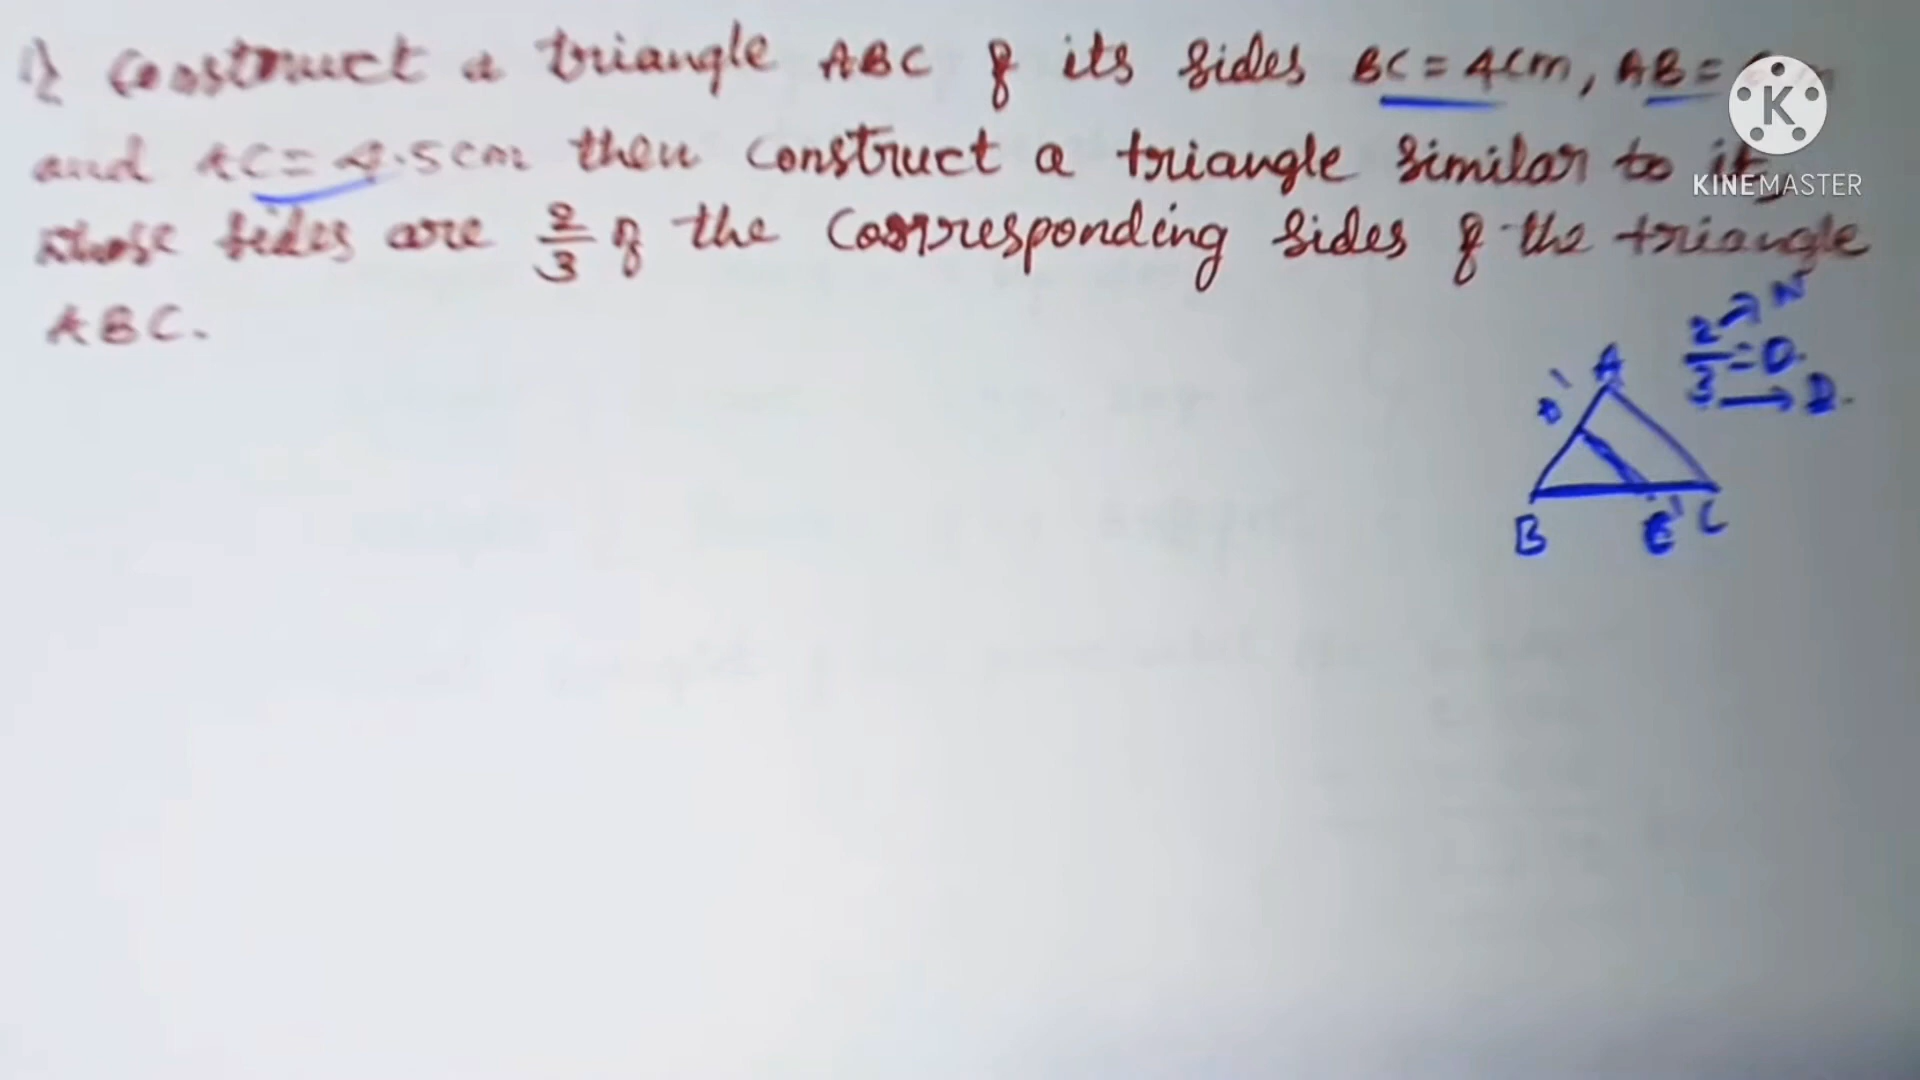 1) Construct a triangle ABC of its sides BC = 4cm, AB =
and AC = 4.5cm then construct a triangle similar to it,
whose sides are 2/3 of the Corresponding sides of the triangle
ABC.
K
KINEMASTER
N
2/3 = D.
A
B C' C